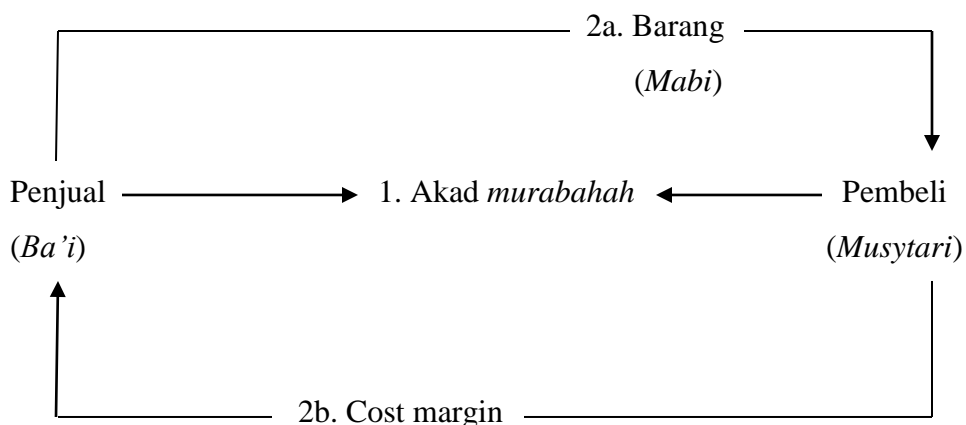 2a. Barang
(Mabi)
Penjual
1. Akad murabahah
Pembeli
(Ba’i)
(Musytari)
2b. Cost margin